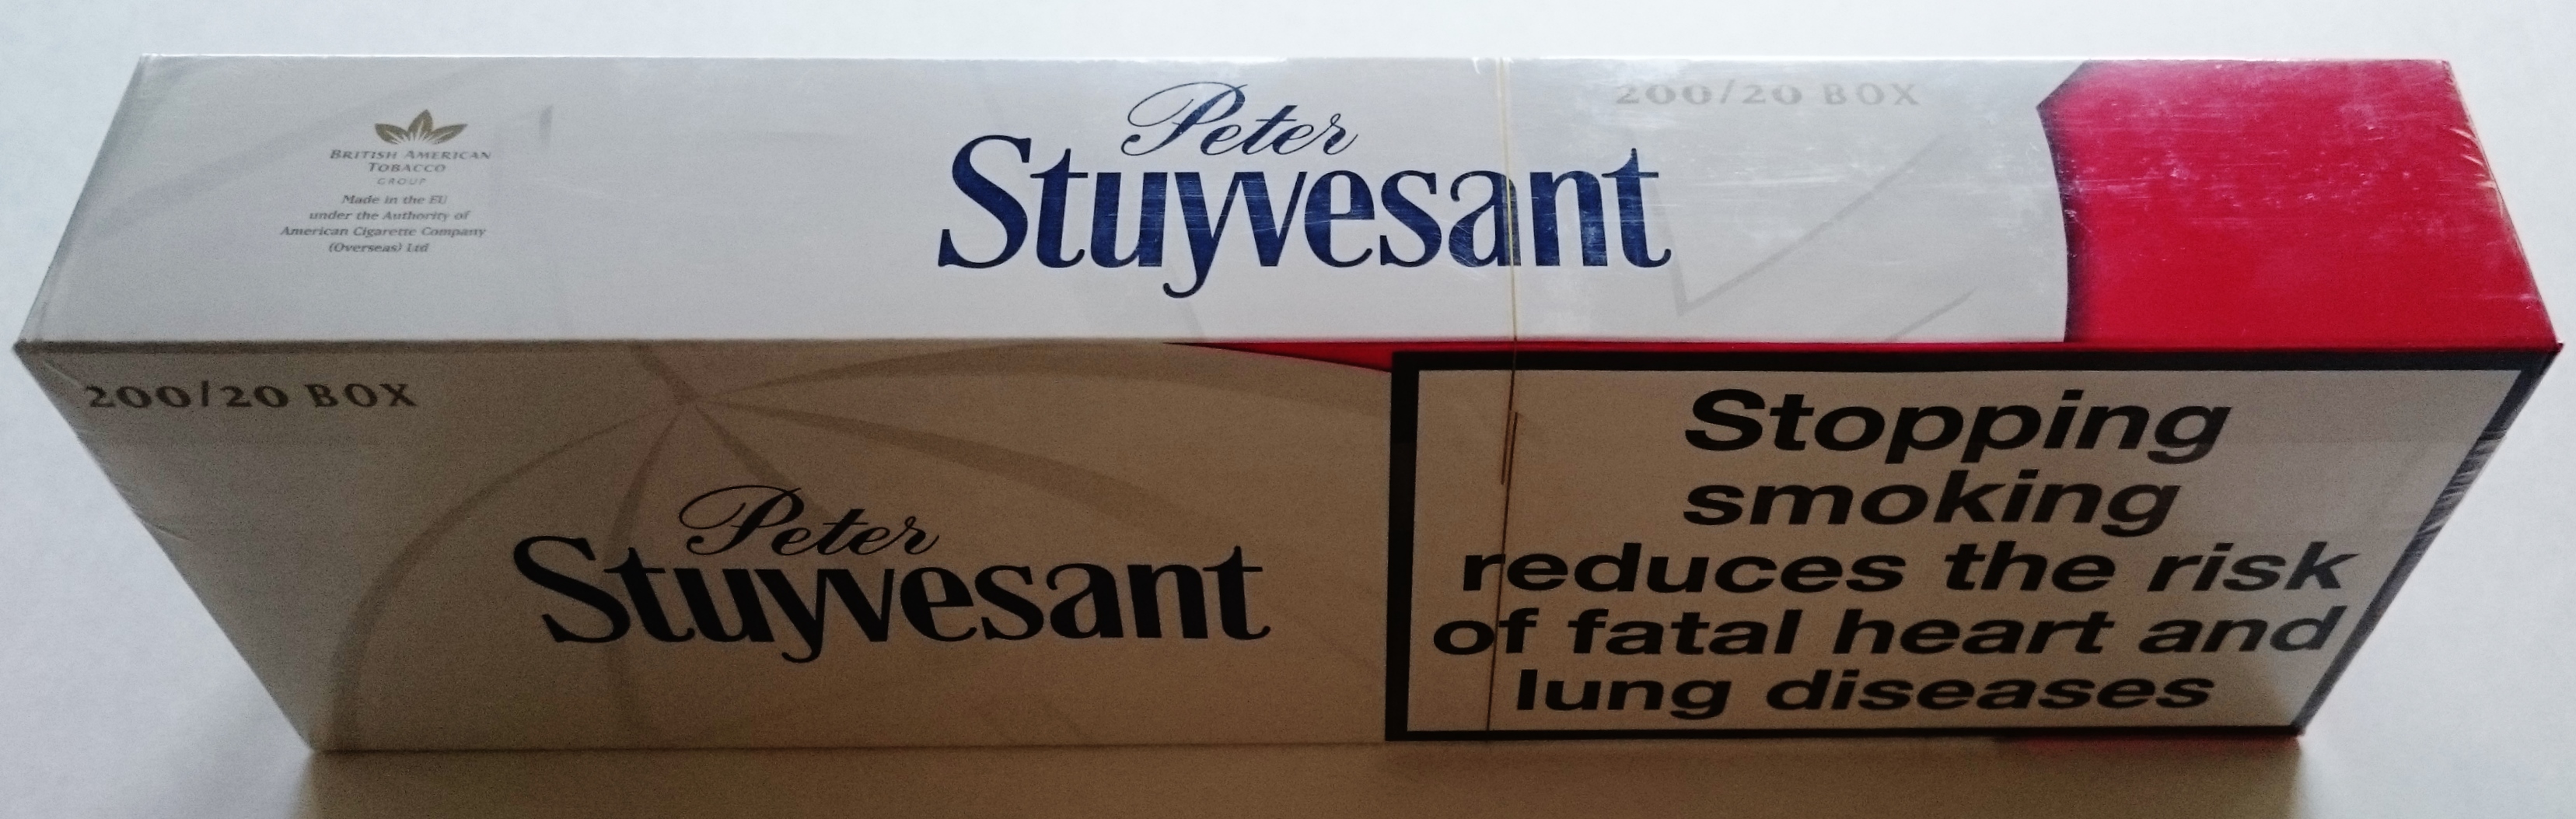 BRITISH AMERICAN
TOBACCO
GROUP
Made in the EU
under the Authority of
American Cigarette Company
(Overseas) Ltd
Peter
Stuyvesant
200/20 BOX
200/20 BOX
Peter
Stuyvesant
Stopping
smoking
reduces the risk
of fatal heart and
lung diseases